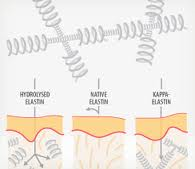 HYDROLYSED
ELASTIN
NATIVE
ELASTIN
KAPPA-
ELASTIN